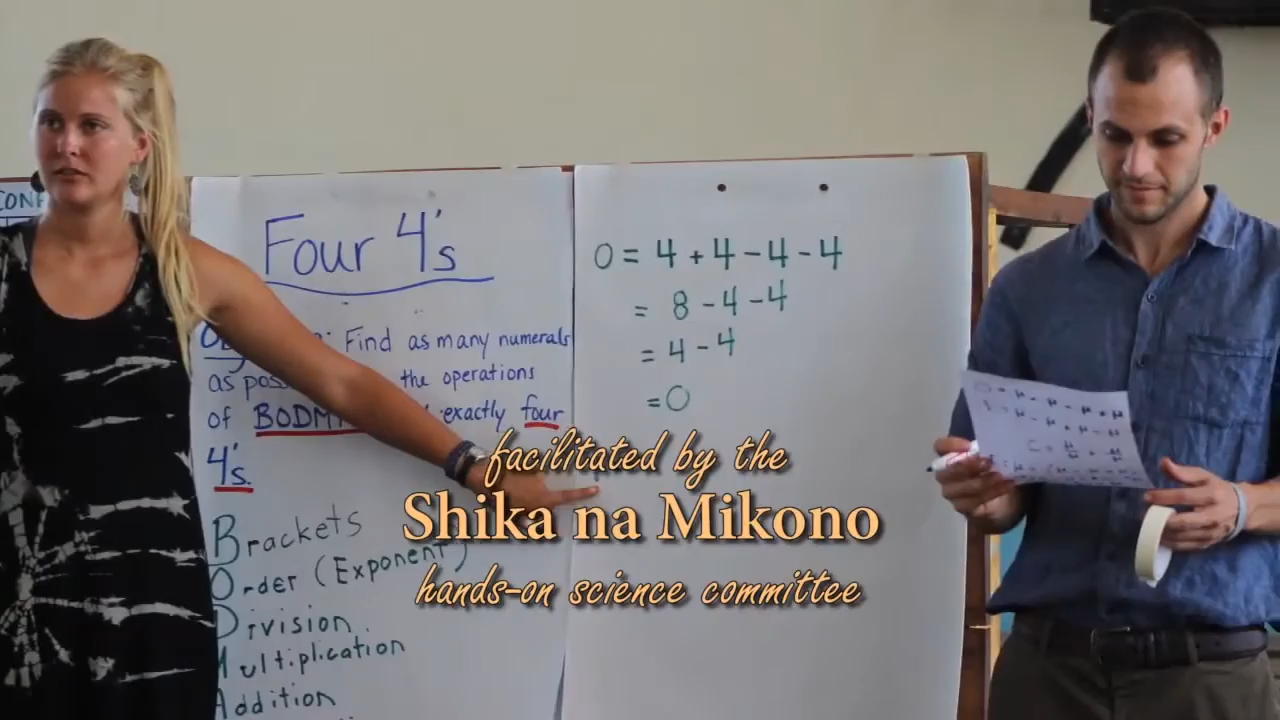 CONF
Four 4's
Find as many numerals
as the operations
of exactly four
4's.
Brackets
Order (Exponent)
Division
Multiplication
Addition
0 = 4 + 4 - 4 - 4
= 8 - 4 - 4
= 4 - 4
= 0
facilitated by the
Shika na Mikono
hands-on science committee